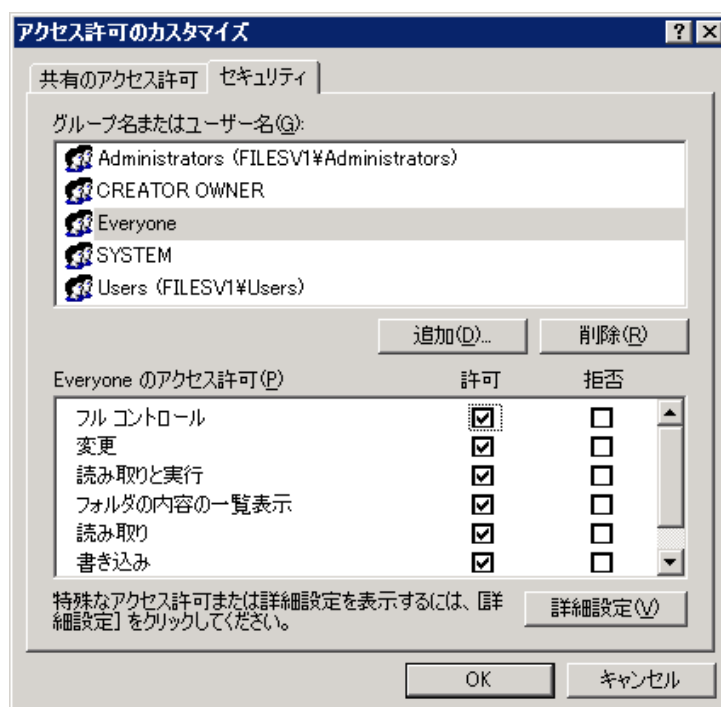 アクセス許可のカスタマイズ
共有のアクセス許可 セキュリティ
グループ名またはユーザー名(G):
Administrators (FILESV1¥Administrators)
CREATOR OWNER
Everyone
SYSTEM
Users (FILESV1¥Users)
追加(D)... 削除(R)
Everyone のアクセス許可(P) 許可 拒否
フル コントロール
変更
読み取りと実行
フォルダの内容の一覧表示
読み取り
書き込み
特殊なアクセス許可または詳細設定を表示するには、[詳
細設定] をクリックしてください。
詳細設定(V)
OK キャンセル